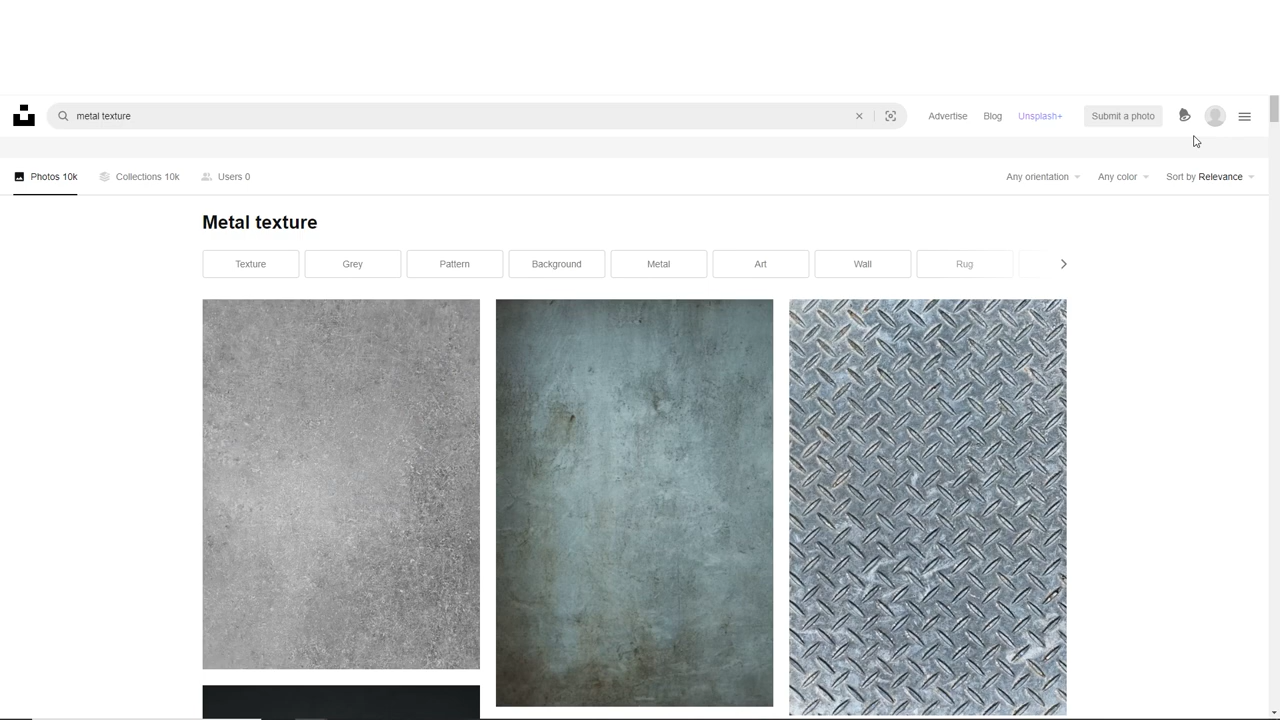 metal texture
Advertise
Blog
Unsplash+
Submit a photo
Photos 10k
Collections 10k
Users 0
Any orientation
Any color
Sort by Relevance
Metal texture
Texture
Grey
Pattern
Background
Metal
Art
Wall
Rug